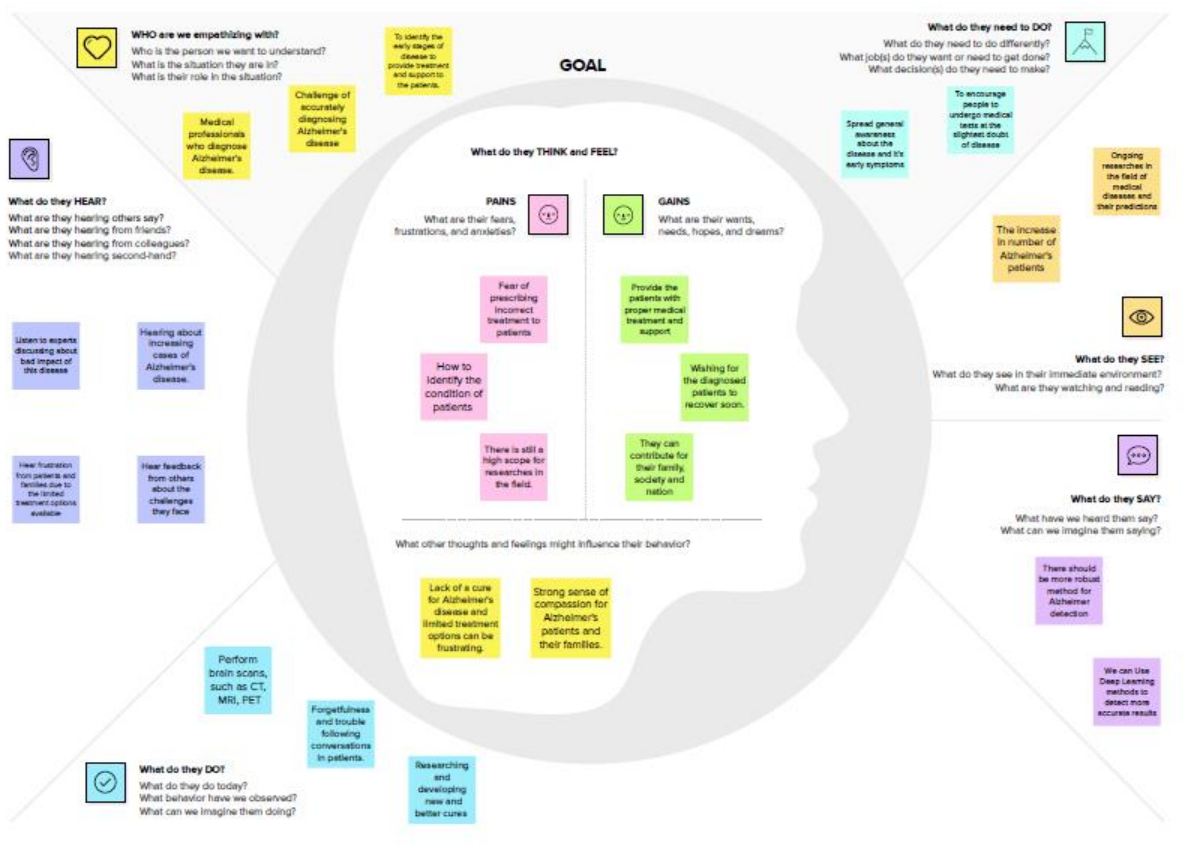 WHO are we empathizing with?
Who is the person we want to understand?
What is the situation they are in?
What is their role in the situation?
Medical
professionals
who diagnose
Alzheimer's
disease.
Challenge of
accurately
diagnosing
Alzheimer's
disease
To identify the
early stages of
disease to
provide treatment
and support to
the patients.
GOAL
What do they need to DO?
What do they need to do differently?
What job(s) do they want or need to get done?
What decision(s) do they need to make?
Spread general
awareness
about the
disease and it's
early symptoms
To encourage
people to
undergo medical
tests at the
slightest doubt
of disease
What do they HEAR?
What are they hearing others say?
What are they hearing from friends?
What are they hearing from colleagues?
What are they hearing second-hand?
Listen to experts
discussing about
bad impact of
this disease
Hearing about
increasing
cases of
Alzheimer's
disease.
Hear frustration
from patients and
families due to
the limited
treatment options
available
Hear feedback
from others
about the
challenges
they face
What do they THINK and FEEL?
PAINS
What are their fears,
frustrations, and anxieties?
Fear of
prescribing
incorrect
treatment to
patients
How to
identify the
condition of
patients
There is still a
high scope for
researches in
the field.
GAINS
What are their wants,
needs, hopes, and dreams?
Provide the
patients with
proper medical
treatment and
support
Wishing for
the diagnosed
patients to
recover soon.
They can
contribute for
their family,
society and
nation
What other thoughts and feelings might influence their behavior?
Lack of a cure
for Alzheimer's
disease and
limited treatment
options can be
frustrating.
Strong sense of
compassion for
Alzheimer's
patients and
their families.
Ongoing
researches in
the field of
medical
diseases and
their predictions
The increase
in number of
Alzheimer's
patients
What do they SEE?
What do they see in their immediate environment?
What are they watching and reading?
What do they SAY?
What have we heard them say?
What can we imagine them saying?
There should
be more robust
method for
Alzheimer
detection
We can Use
Deep Learning
methods to
detect more
accurate results
Perform
brain scans,
such as CT,
MRI, PET
Forgetfulness
and trouble
following
conversations
in patients.
Researching
and
developing
new and
better cures
What do they DO?
What do they do today?
What behavior have we observed?
What can we imagine them doing?